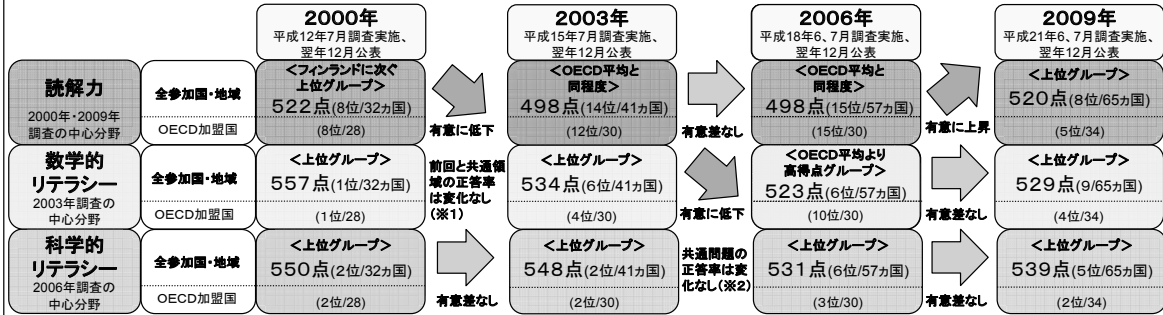 2000年
平成12年7月調査実施、
翌年12月公表
2003年
平成15年7月調査実施、
翌年12月公表
2006年
平成18年6、7月調査実施、
翌年12月公表
2009年
平成21年6、7月調査実施、
翌年12月公表
読解力
2000年・2009年
調査の中心分野
全参加国・地域
OECD加盟国
<フィンランドに次ぐ
上位グループ>
522点(8位/32ヵ国)
(8位/28)
有意に低下
<OECD平均と
同程度>
498点(14位/41ヵ国)
(12位/30)
有意差なし
<OECD平均と
同程度>
498点(15位/57ヵ国)
(15位/30)
有意に上昇
<上位グループ>
520点(8位/65ヵ国)
(5位/34)
数学的
リテラシー
2003年調査の
中心分野
全参加国・地域
OECD加盟国
<上位グループ>
557点(1位/32ヵ国)
(1位/28)
前回と共通領
域の正答率
は変化なし
(※1)
<上位グループ>
534点(6位/41ヵ国)
(4位/30)
有意に低下
<OECD平均より
高得点グループ>
523点(6位/57ヵ国)
(10位/30)
有意差なし
<上位グループ>
529点(9/65ヵ国)
(4位/34)
科学的
リテラシー
2006年調査の
中心分野
全参加国・地域
OECD加盟国
<上位グループ>
550点(2位/32ヵ国)
(2位/28)
有意差なし
<上位グループ>
548点(2位/41ヵ国)
(2位/30)
共通問題の
正答率は変
化なし(※2)
<上位グループ>
531点(6位/57ヵ国)
(3位/30)
有意差なし
<上位グループ>
539点(5位/65ヵ国)
(2位/34)